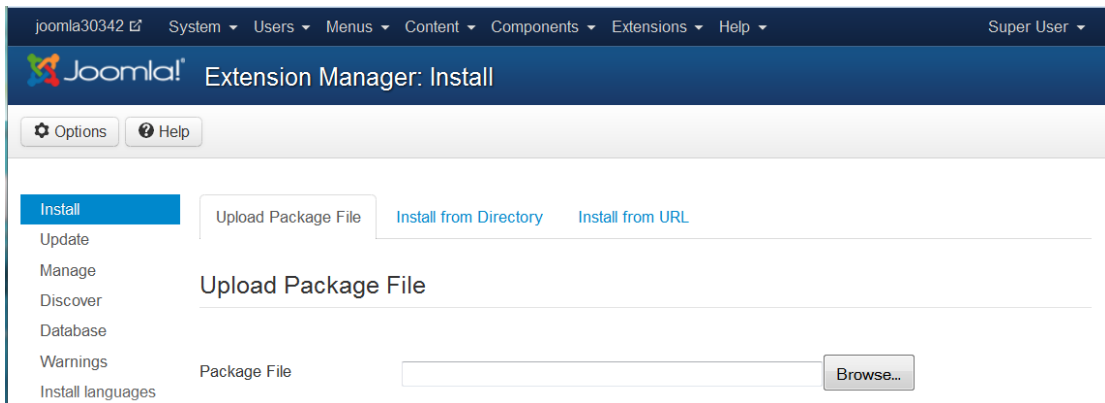 joomla30342 System Users Menus Content Components Extensions Help Super User
Joomla!® Extension Manager: Install
Options Help
Install
Upload Package File Install from Directory Install from URL
Update
Manage
Upload Package File
Discover
Database
Warnings
Package File Browse...
Install languages